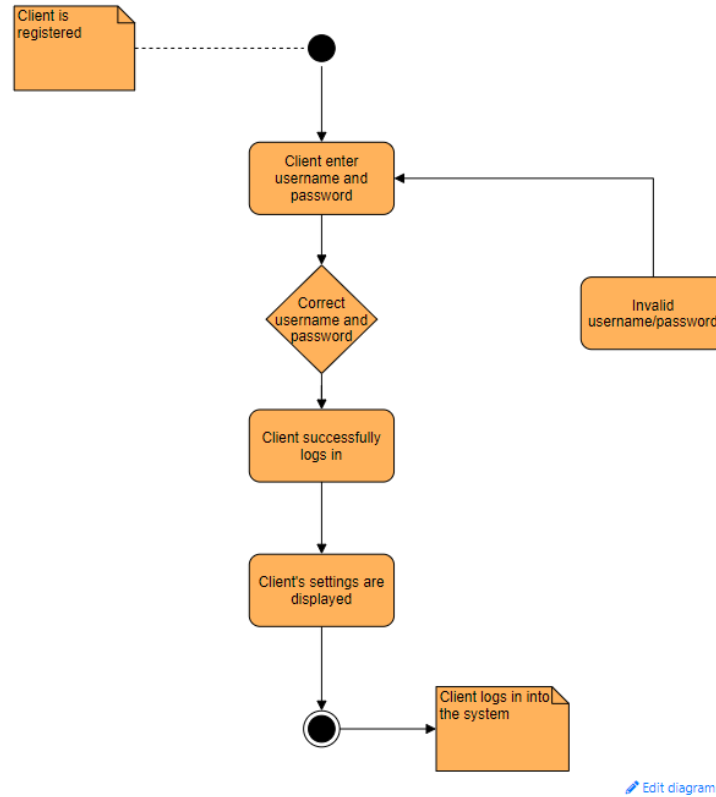 Client is
registered
Client enter
username and
password
Correct
username and
password
Invalid
username/password
Client successfully
logs in
Client's settings are
displayed
Client logs in into
the system
Edit diagram